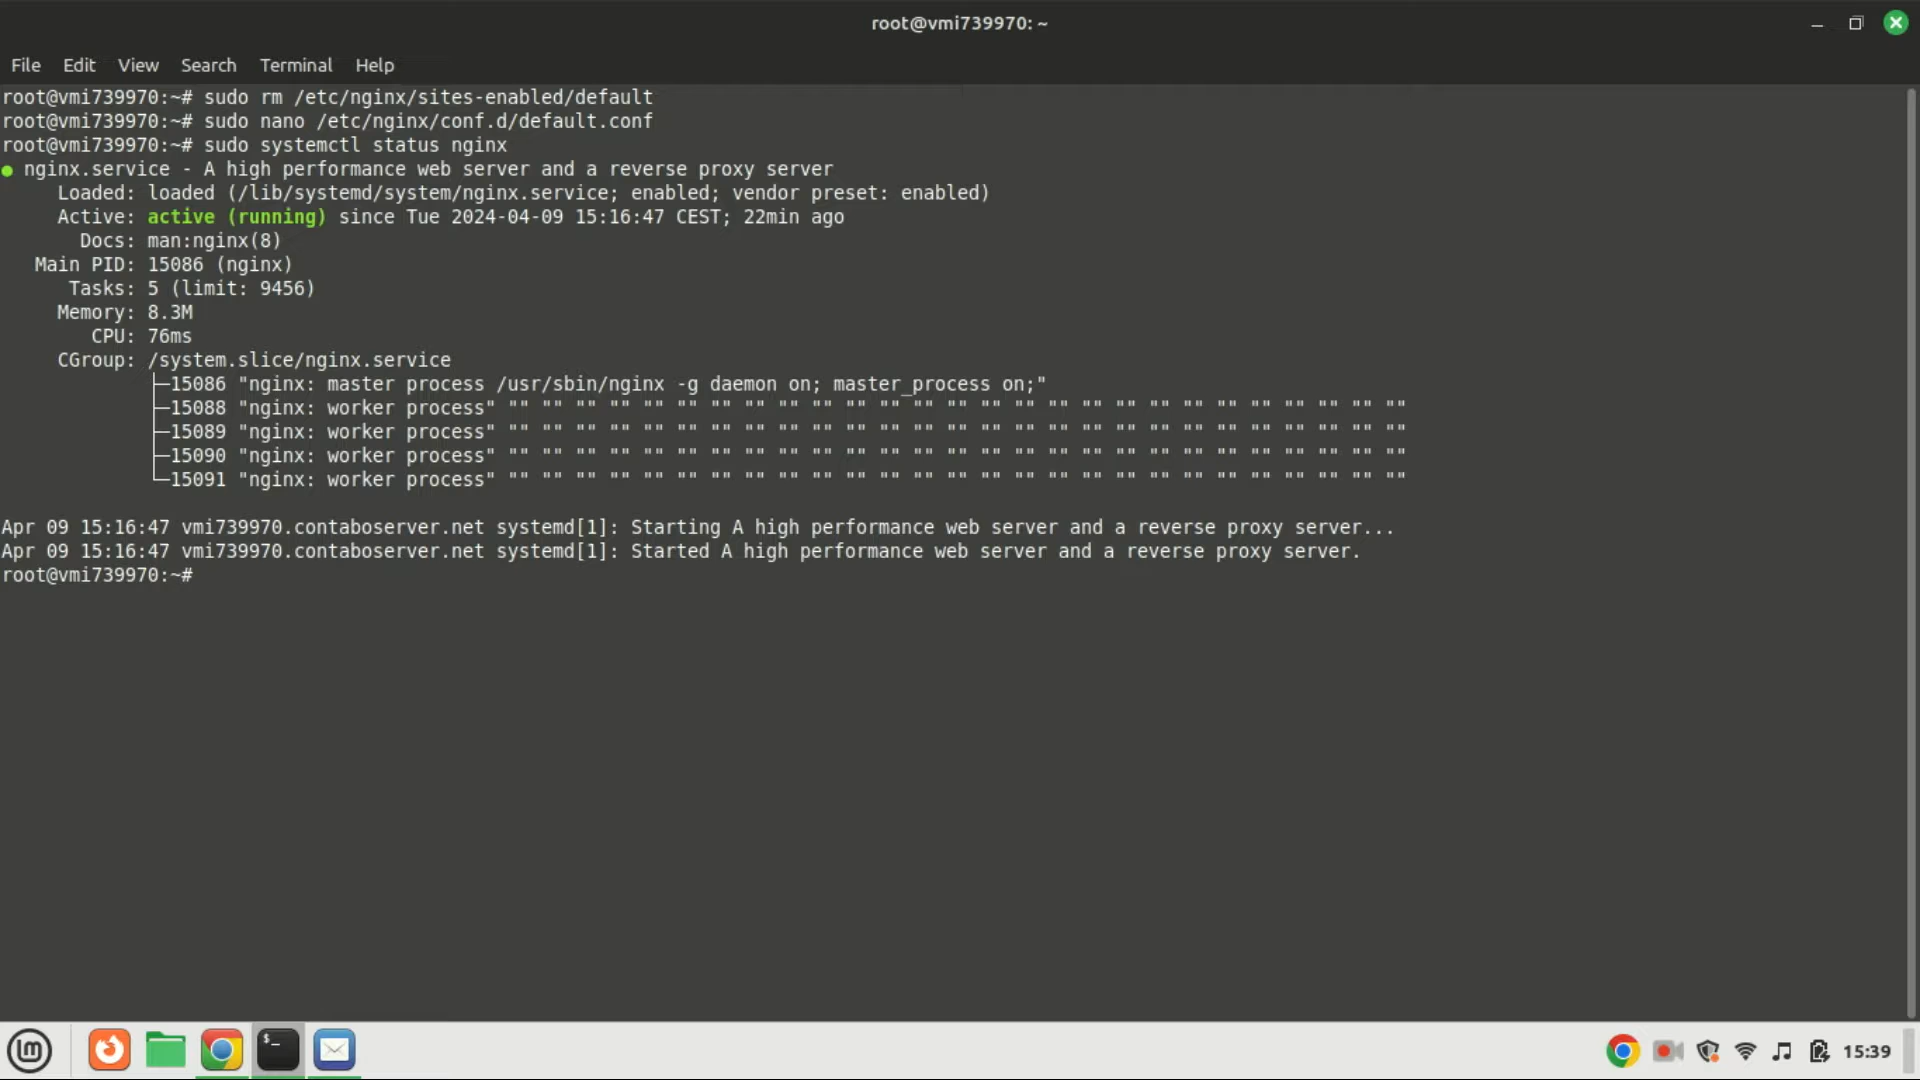 root@vmi739970: ~
File Edit View Search Terminal Help
root@vmi739970:~# sudo rm /etc/nginx/sites-enabled/default
root@vmi739970:~# sudo nano /etc/nginx/conf.d/default.conf
root@vmi739970:~# sudo systemctl status nginx
● nginx.service - A high performance web server and a reverse proxy server
     Loaded: loaded (/lib/systemd/system/nginx.service; enabled; vendor preset: enabled)
     Active: active (running) since Tue 2024-04-09 15:16:47 CEST; 22min ago
       Docs: man:nginx(8)
   Main PID: 15086 (nginx)
      Tasks: 5 (limit: 9456)
     Memory: 8.3M
        CPU: 76ms
     CGroup: /system.slice/nginx.service
             ├─15086 "nginx: master process /usr/sbin/nginx -g daemon on; master_process on;"
             ├─15088 "nginx: worker process" "" "" "" "" "" "" "" "" "" "" "" "" "" "" "" "" "" "" "" "" "" "" "" "" "" "" ""
             ├─15089 "nginx: worker process" "" "" "" "" "" "" "" "" "" "" "" "" "" "" "" "" "" "" "" "" "" "" "" "" "" "" ""
             ├─15090 "nginx: worker process" "" "" "" "" "" "" "" "" "" "" "" "" "" "" "" "" "" "" "" "" "" "" "" "" "" "" ""
             └─15091 "nginx: worker process" "" "" "" "" "" "" "" "" "" "" "" "" "" "" "" "" "" "" "" "" "" "" "" "" "" "" ""
Apr 09 15:16:47 vmi739970.contaboserver.net systemd[1]: Starting A high performance web server and a reverse proxy server...
Apr 09 15:16:47 vmi739970.contaboserver.net systemd[1]: Started A high performance web server and a reverse proxy server.
root@vmi739970:~#
15:39